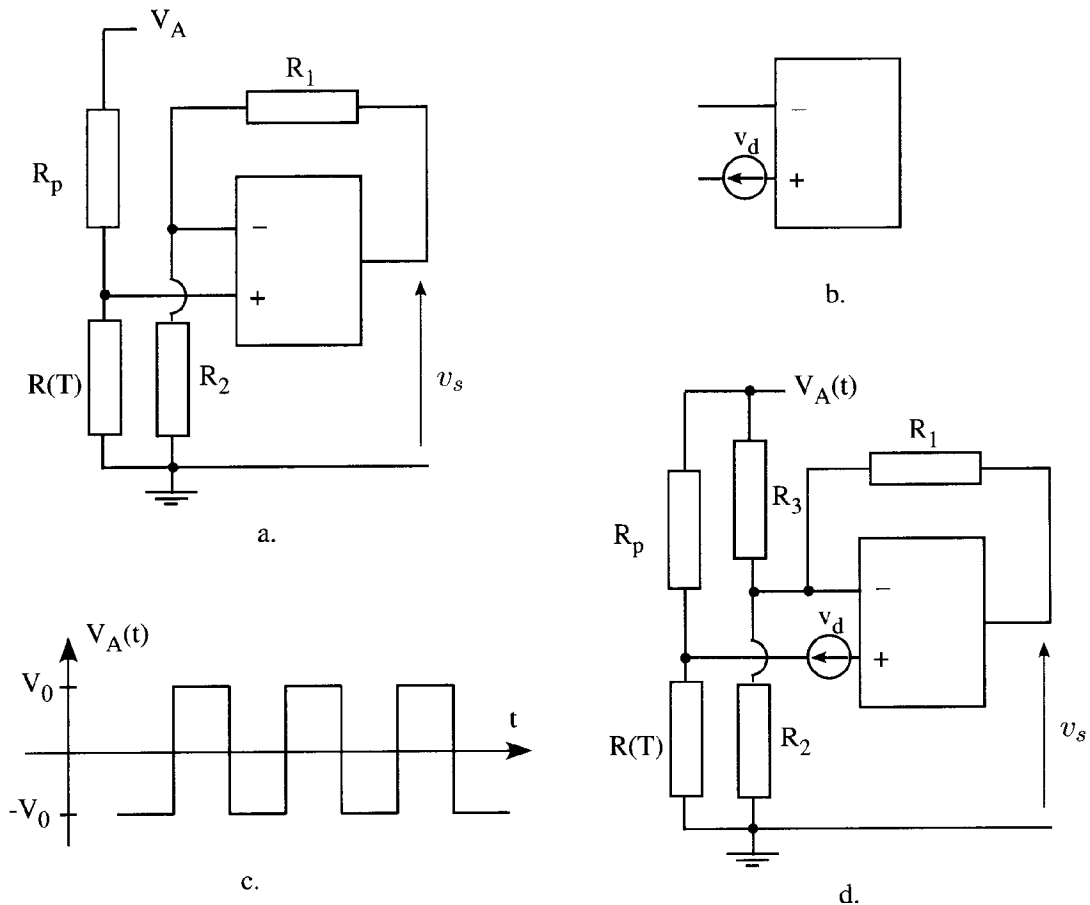 V_A
R_1
R_p
−
+
R(T)
R_2
v_s
a.
−
v_d
+
b.
V_A(t)
V_0
t
-V_0
c.
V_A(t)
R_1
R_3
R_p
−
v_d
+
R(T)
R_2
v_s
d.